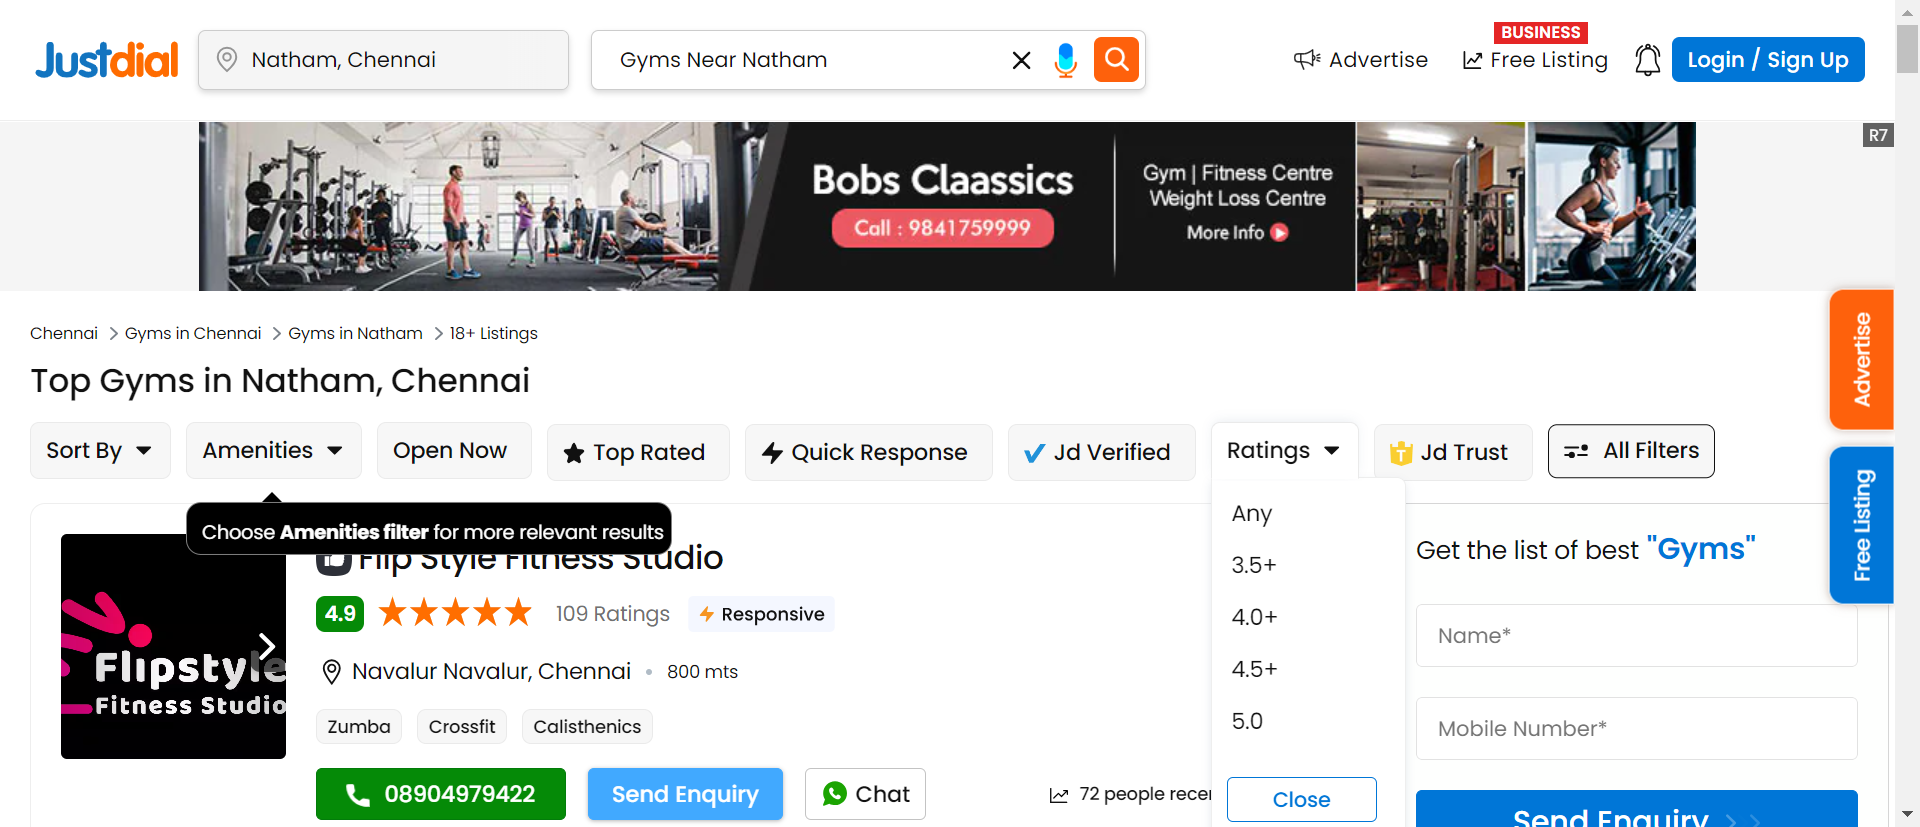 Justdial
Natham, Chennai
Gyms Near Natham
Advertise
BUSINESS
Free Listing
Login / Sign Up
R7
Bobs Claassics
Call : 9841759999
Gym | Fitness Centre
Weight Loss Centre
More Info
Chennai > Gyms in Chennai > Gyms in Natham > 18+ Listings
Top Gyms in Natham, Chennai
Sort By
Amenities
Open Now
Top Rated
Quick Response
Jd Verified
Ratings
Jd Trust
All Filters
Choose Amenities filter for more relevant results
Flip Style Fitness Studio
4.9
109 Ratings
Responsive
Navalur Navalur, Chennai • 800 mts
Zumba
Crossfit
Calisthenics
08904979422
Send Enquiry
Chat
72 people recer
Flipstyle
Fitness Studio
Any
3.5+
4.0+
4.5+
5.0
Close
Get the list of best "Gyms"
Name*
Mobile Number*
Send Enquiry
Advertise
Free Listing